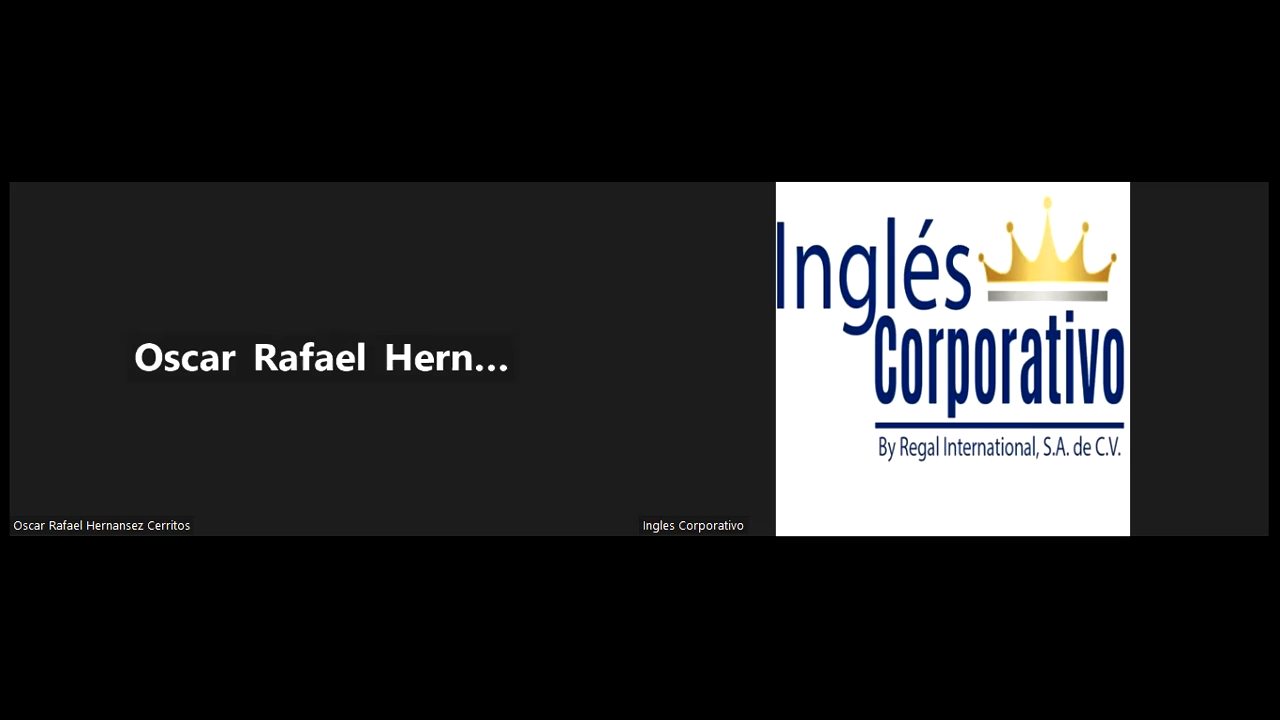 Oscar Rafael Hern...
Oscar Rafael Hernansez Cerritos
Inglés
Corporativo
By Regal International, S.A. de C.V.
Ingles Corporativo